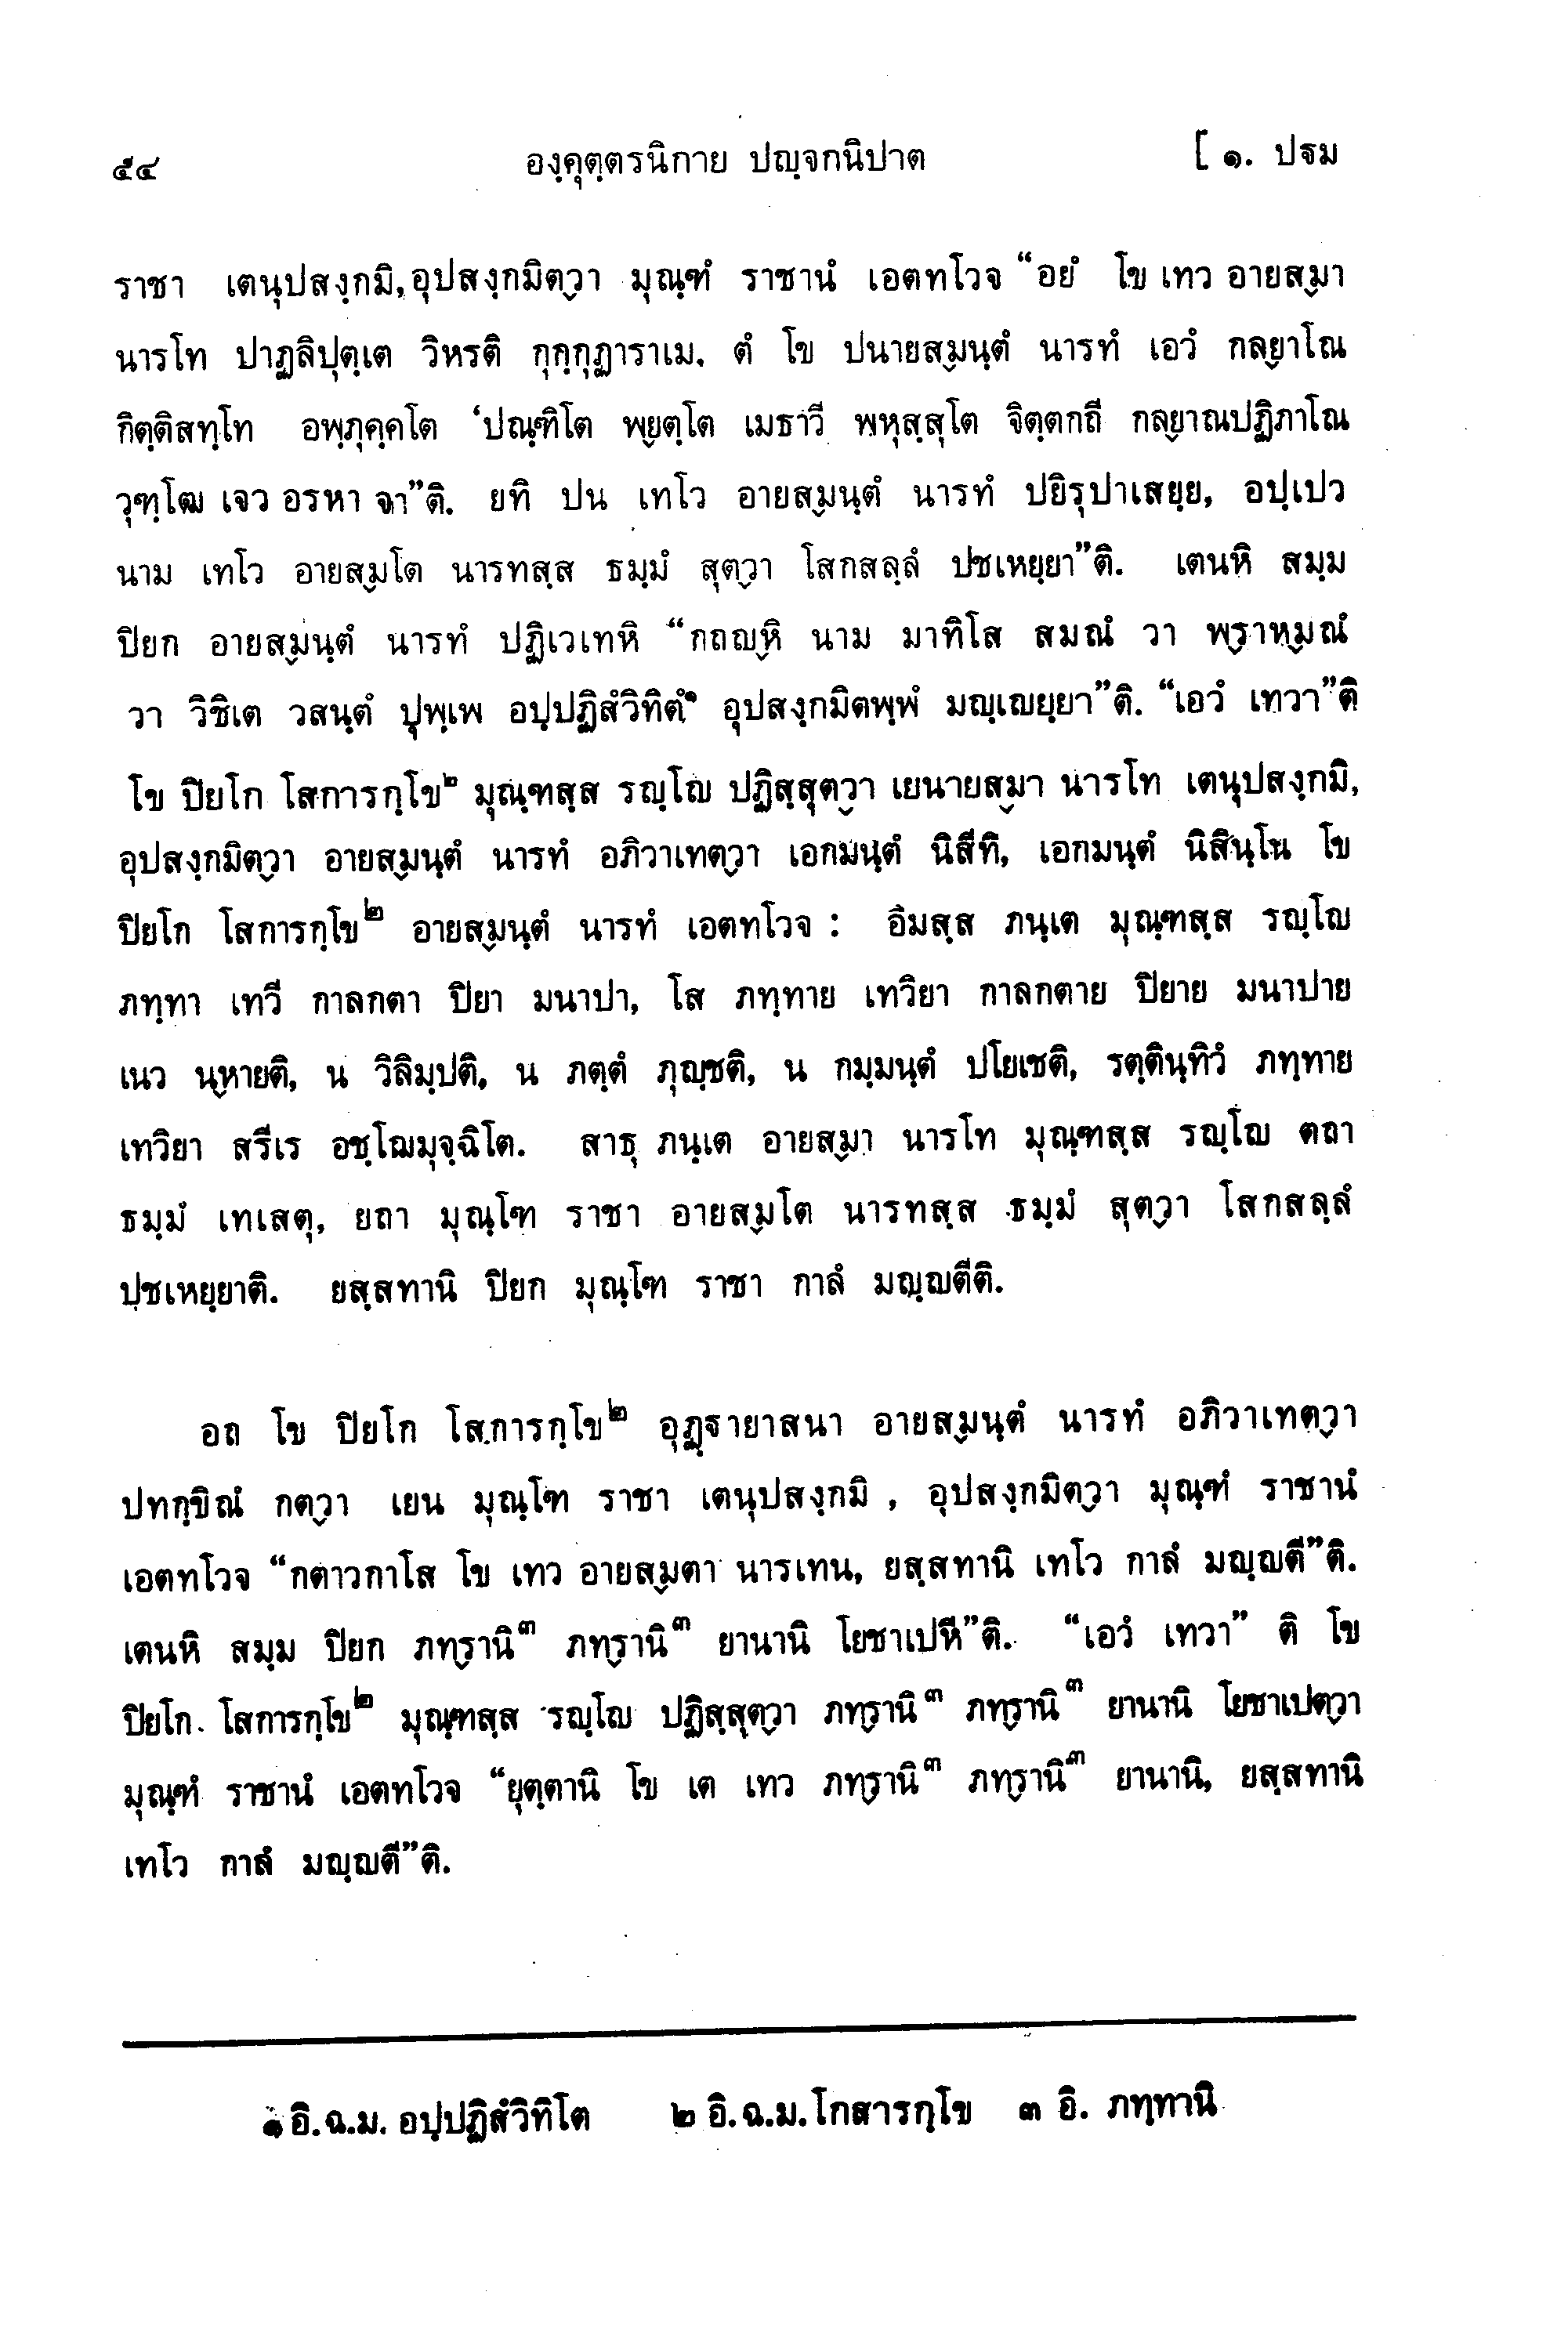 ๕๔ องฺคุตฺตรนิกาย ปญฺจกนิปาต [ ๑. ปฐม
ราชา เตนุปสงฺกมิ, อุปสงฺกมิตฺวา มุณฺฑํ ราชานํ เอตทโวจ “อยํ โข เทว อายสฺมา
นารโท ปาฏลิปุตฺเต วิหรติ กุกฺกุฏาราเม. ตํ โข ปนายสฺมนฺตํ นารทํ เอวํ กลฺยาโณ
กิตฺติสทฺโท อพฺภุคฺคโต ‘ปณฺฑิโต พฺยตฺโต เมธาวี พหุสฺสุโต จิตฺตกถี กลฺยาณปฏิภาโณ
วุฑฺโฒ เจว อรหา จา”ติ. ยทิ ปน เทโว อายสฺมนฺตํ นารทํ ปยิรุปาเสยฺย, อปฺเปว
นาม เทโว อายสฺมโต นารทสฺส ธมฺมํ สุตฺวา โสกสลฺลํ ปชเหยฺยา”ติ. เตนหิ สมฺม
ปิยก อายสฺมนฺตํ นารทํ ปฏิเวเทหิ “กถญฺหิ นาม มาทิโส สมณํ วา พฺราหฺมณํ
วา วิชิเต วสนฺตํ ปุพฺเพ อปฺปฏิสํวิทิตํ๑ อุปสงฺกมิตพฺพํ มญฺเญยฺยา”ติ. “เอวํ เทวา”ติ
โข ปิยโก โสการกฺโข๒ มุณฺฑสฺส รญฺโญ ปฏิสฺสุตฺวา เยนายสฺมา นารโท เตนุปสงฺกมิ,
อุปสงฺกมิตฺวา อายสฺมนฺตํ นารทํ อภิวาเทตฺวา เอกมนฺตํ นิสีทิ, เอกมนฺตํ นิสินฺโน โข
ปิยโก โสการกฺโข๒ อายสฺมนฺตํ นารทํ เอตทโวจ : อิมสฺส ภนฺเต มุณฺฑสฺส รญฺโญ
ภทฺทา เทวี กาลกตา ปิยา มนาปา, โส ภทฺทาย เทวิยา กาลกตาย ปิยาย มนาปาย
เนว นฺหายติ, น วิลิมฺปติ, น ภตฺตํ ภุญฺชติ, น กมฺมนฺตํ ปโยเชติ, รตฺตินฺทิวํ ภทฺทาย
เทวิยา สรีเร อชฺโฌมุจฺฉิโต. สาธุ ภนฺเต อายสฺมา นารโท มุณฺฑสฺส รญฺโญ ตถา
ธมฺมํ เทเสตุ, ยถา มุณฺโฑ ราชา อายสฺมโต นารทสฺส ธมฺมํ สุตฺวา โสกสลฺลํ
ปชเหยฺยาติ. ยสฺสทานิ ปิยก มุณฺโฑ ราชา กาลํ มญฺญตีติ.
อถ โข ปิยโก โสการกฺโข๒ อุฏฺฐายาสนา อายสฺมนฺตํ นารทํ อภิวาเทตฺวา
ปทกฺขิณํ กตฺวา เยน มุณฺโฑ ราชา เตนุปสงฺกมิ , อุปสงฺกมิตฺวา มุณฺฑํ ราชานํ
เอตทโวจ “กตาวกาโส โข เทว อายสฺมตา นารเทน, ยสฺสทานิ เทโว กาลํ มญฺญตี”ติ.
เตนหิ สมฺม ปิยก ภทฺรานิ๓ ภทฺรานิ๓ ยานานิ โยชาเปหี”ติ. “เอวํ เทวา” ติ โข
ปิยโก โสการกฺโข๒ มุณฺฑสฺส รญฺโญ ปฏิสฺสุตฺวา ภทฺรานิ๓ ภทฺรานิ๓ ยานานิ โยชาเปตฺวา
มุณฺฑํ ราชานํ เอตทโวจ “ยุตฺตานิ โข เต เทว ภทฺรานิ๓ ภทฺรานิ๓ ยานานิ, ยสฺสทานิ
เทโว กาลํ มญฺญตี”ติ.
๑ อิ.ฉ.ม. อปฺปฏิสํวิทิโต ๒ อิ.ฉ.ม. โกสารกฺโข ๓ อิ. ภทฺทานิ